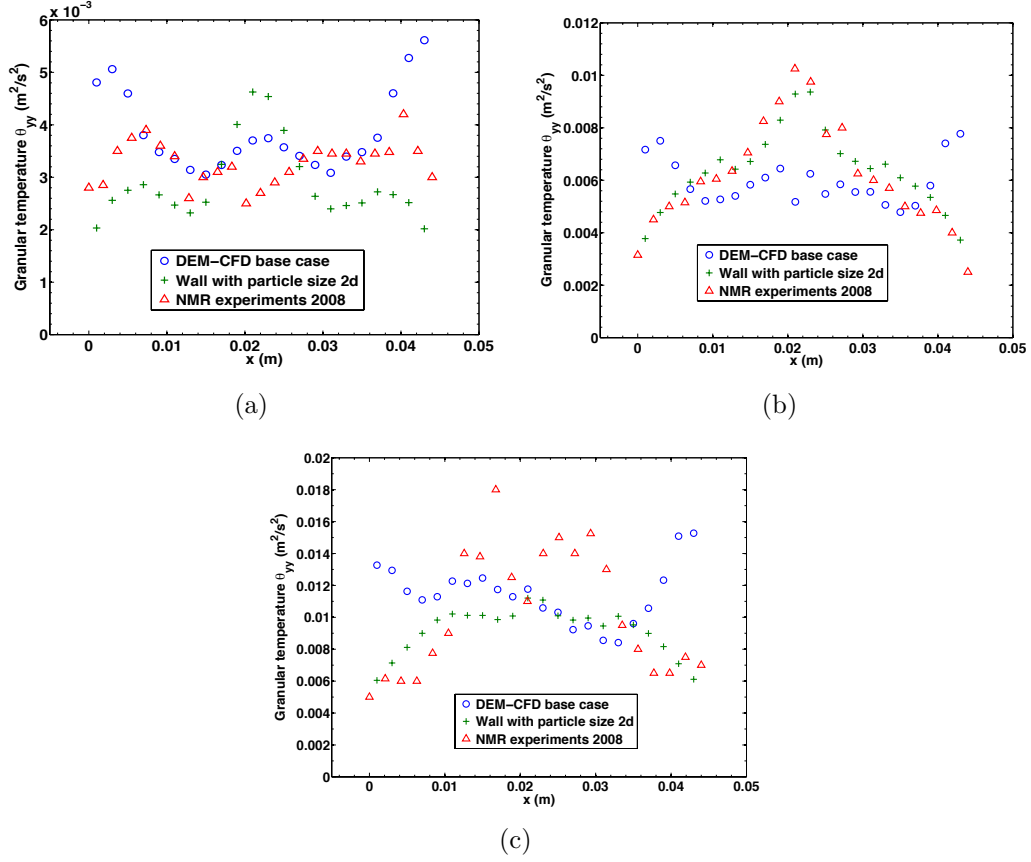 x 10⁻³
6
5
4
3
2
1
0
Granular temperature θyy (m²/s²)
DEM−CFD base case
Wall with particle size 2d
NMR experiments 2008
0 0.01 0.02 0.03 0.04 0.05
x (m)
(a)
0.012
0.01
0.008
0.006
0.004
0.002
0
Granular temperature θyy (m²/s²)
DEM−CFD base case
Wall with particle size 2d
NMR experiments 2008
0 0.01 0.02 0.03 0.04 0.05
x (m)
(b)
0.02
0.018
0.016
0.014
0.012
0.01
0.008
0.006
0.004
0.002
0
Granular temperature θyy (m²/s²)
DEM−CFD base case
Wall with particle size 2d
NMR experiments 2008
0 0.01 0.02 0.03 0.04 0.05
x (m)
(c)